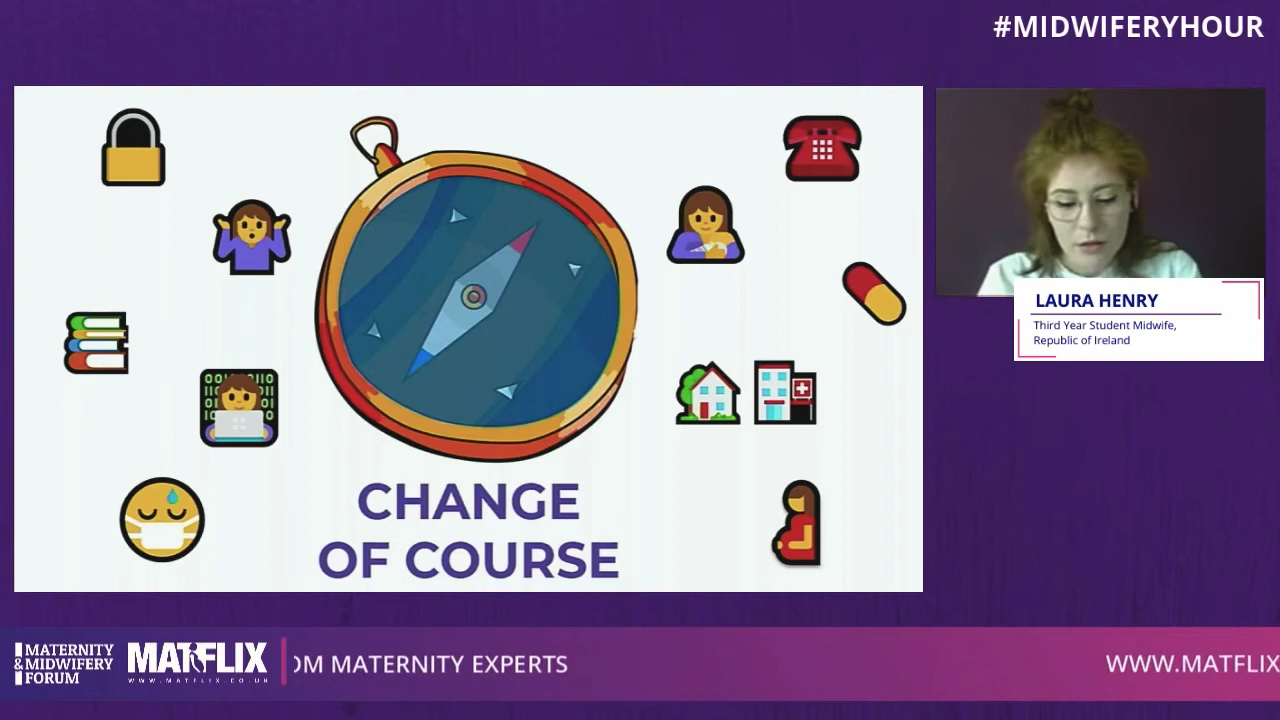 #MIDWIFERYHOUR
LAURA HENRY
Third Year Student Midwife,
Republic of Ireland
CHANGE
OF COURSE
MATERNITY
& MIDWIFERY
FORUM
MATFLIX
WWW.MATFLIX.CO.UK
OM MATERNITY EXPERTS
WWW.MATFLIX